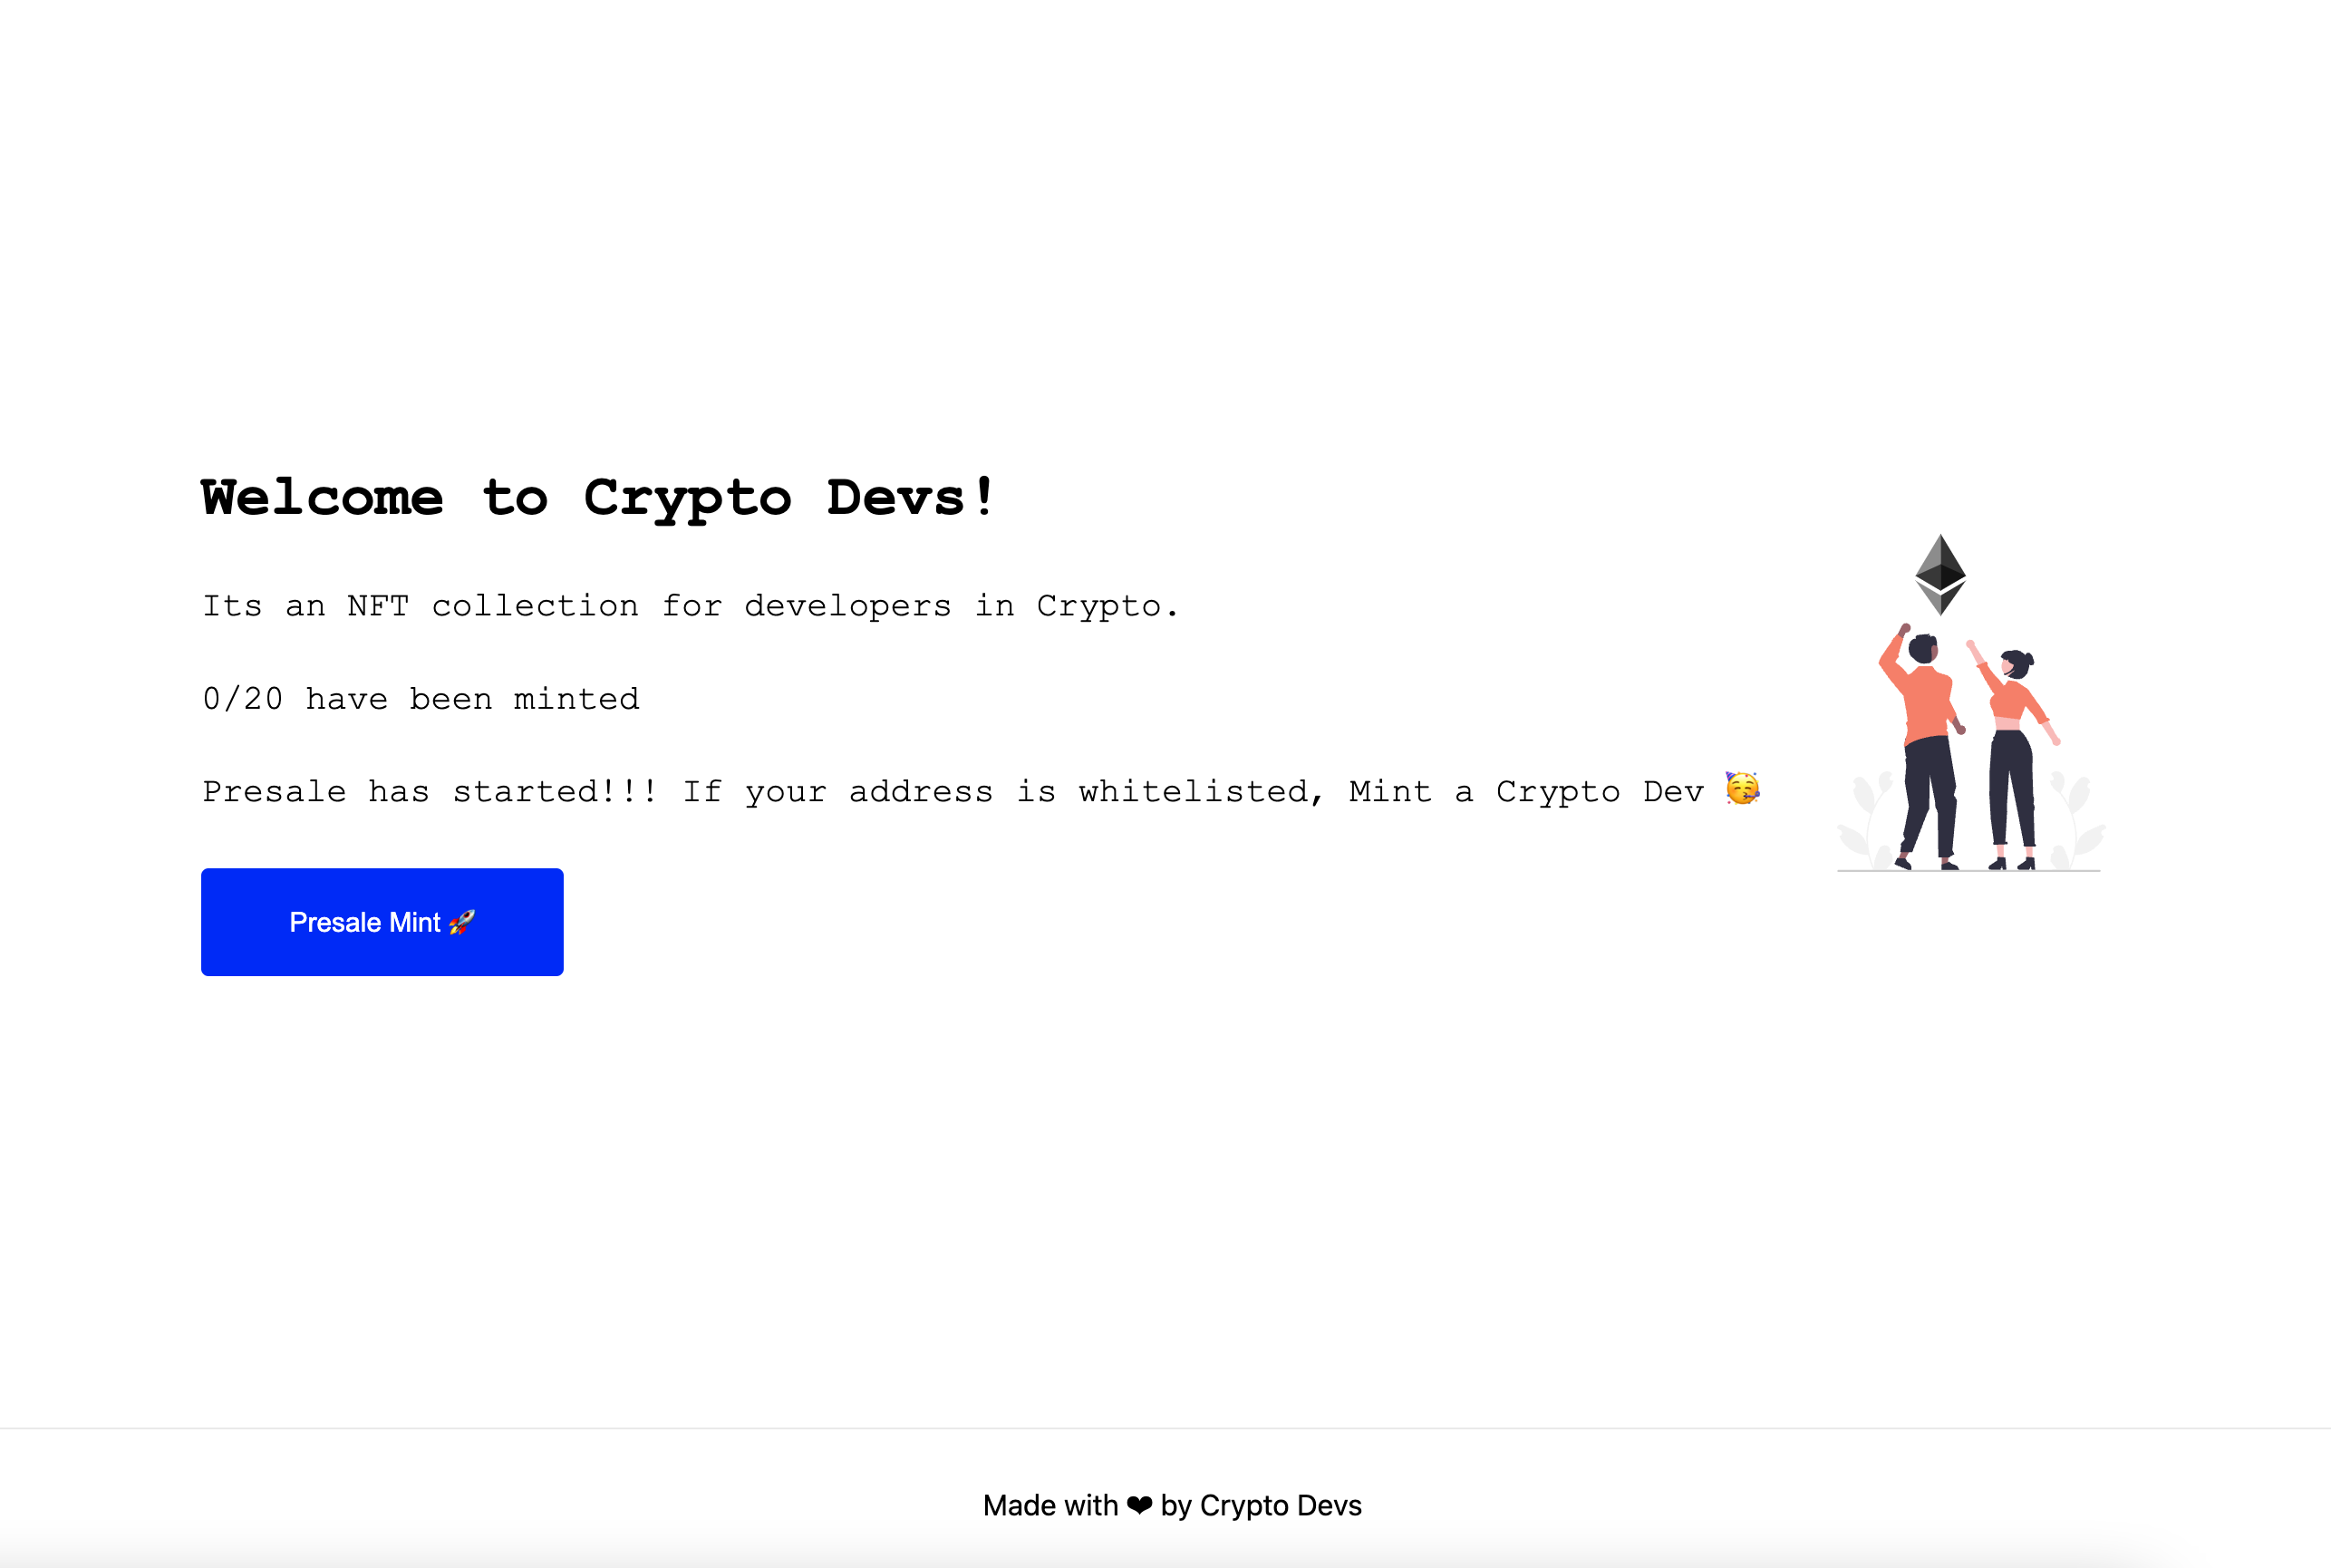 Welcome to Crypto Devs!
Its an NFT collection for developers in Crypto.
0/20 have been minted
Presale has started!!! If your address is whitelisted, Mint a Crypto Dev 🥳
Presale Mint 🚀
Made with ❤ by Crypto Devs